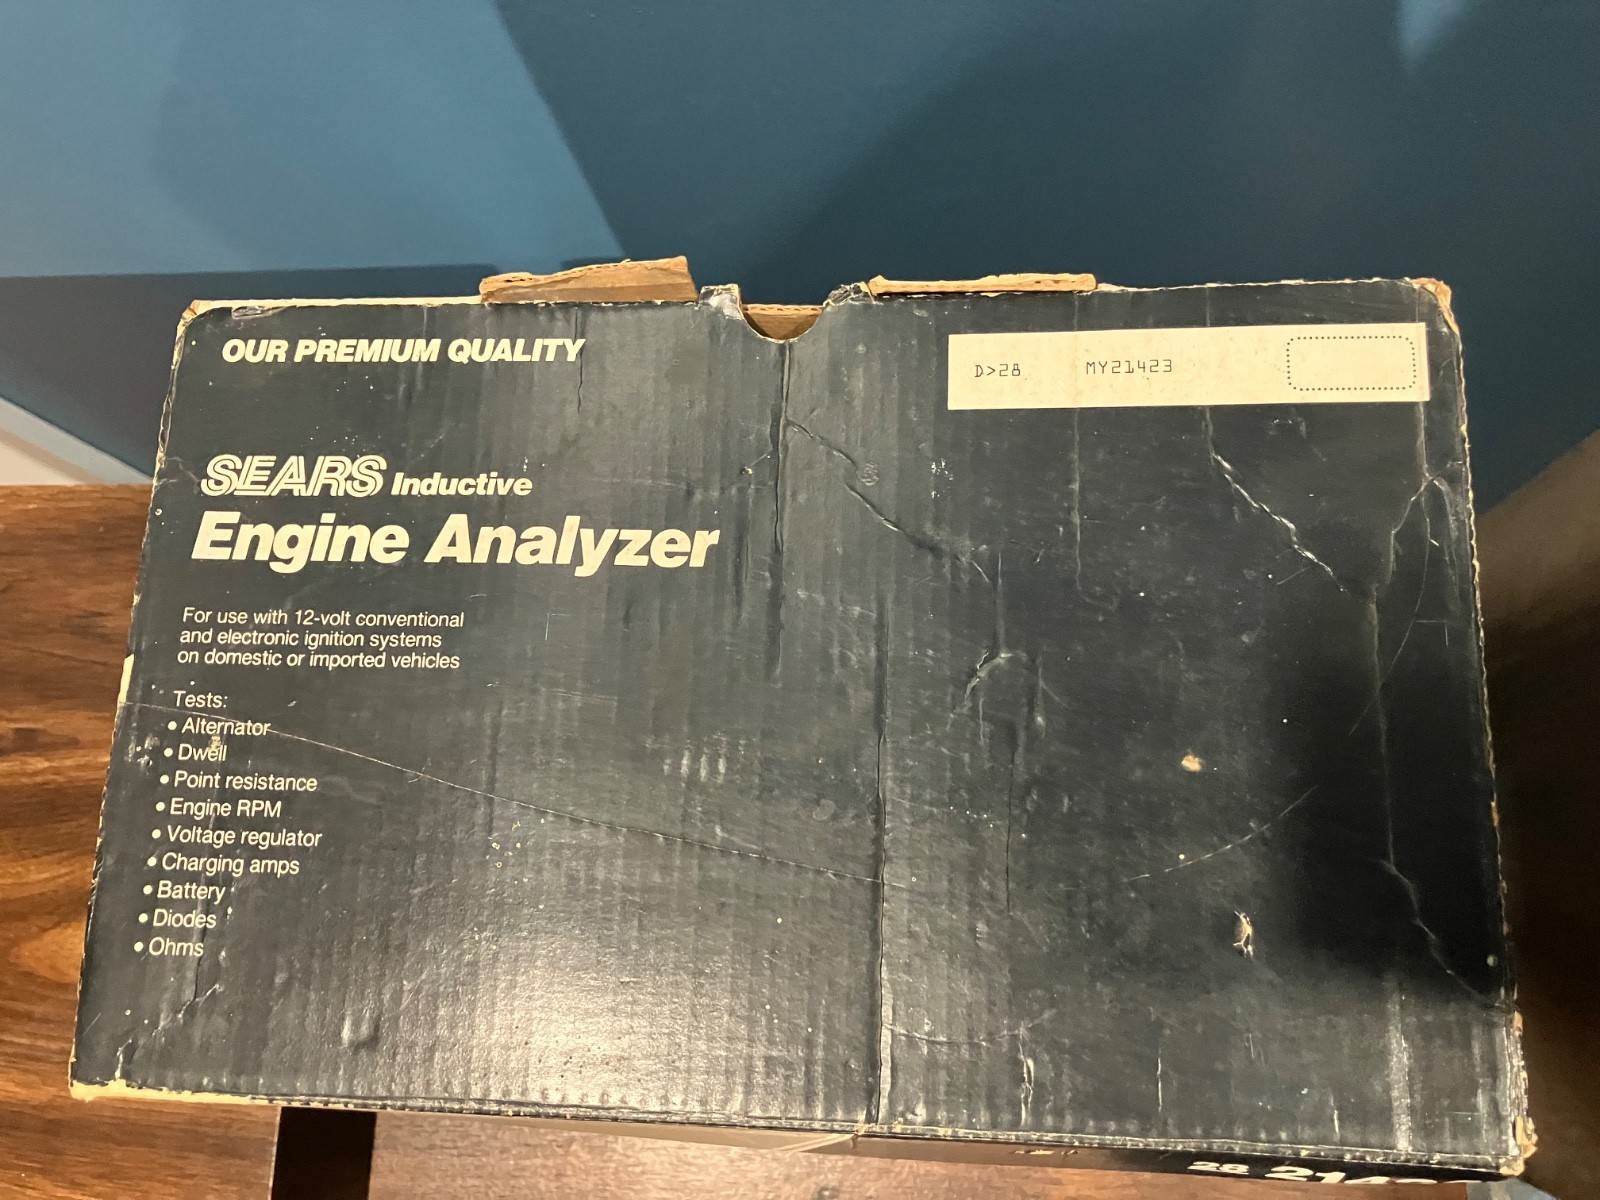 OUR PREMIUM QUALITY
D>28 MY21423
SEARS Inductive
Engine Analyzer
For use with 12-volt conventional
and electronic ignition systems
on domestic or imported vehicles
Tests:
• Alternator
• Dwell
• Point resistance
• Engine RPM
• Voltage regulator
• Charging amps
• Battery
• Diodes
• Ohms
28